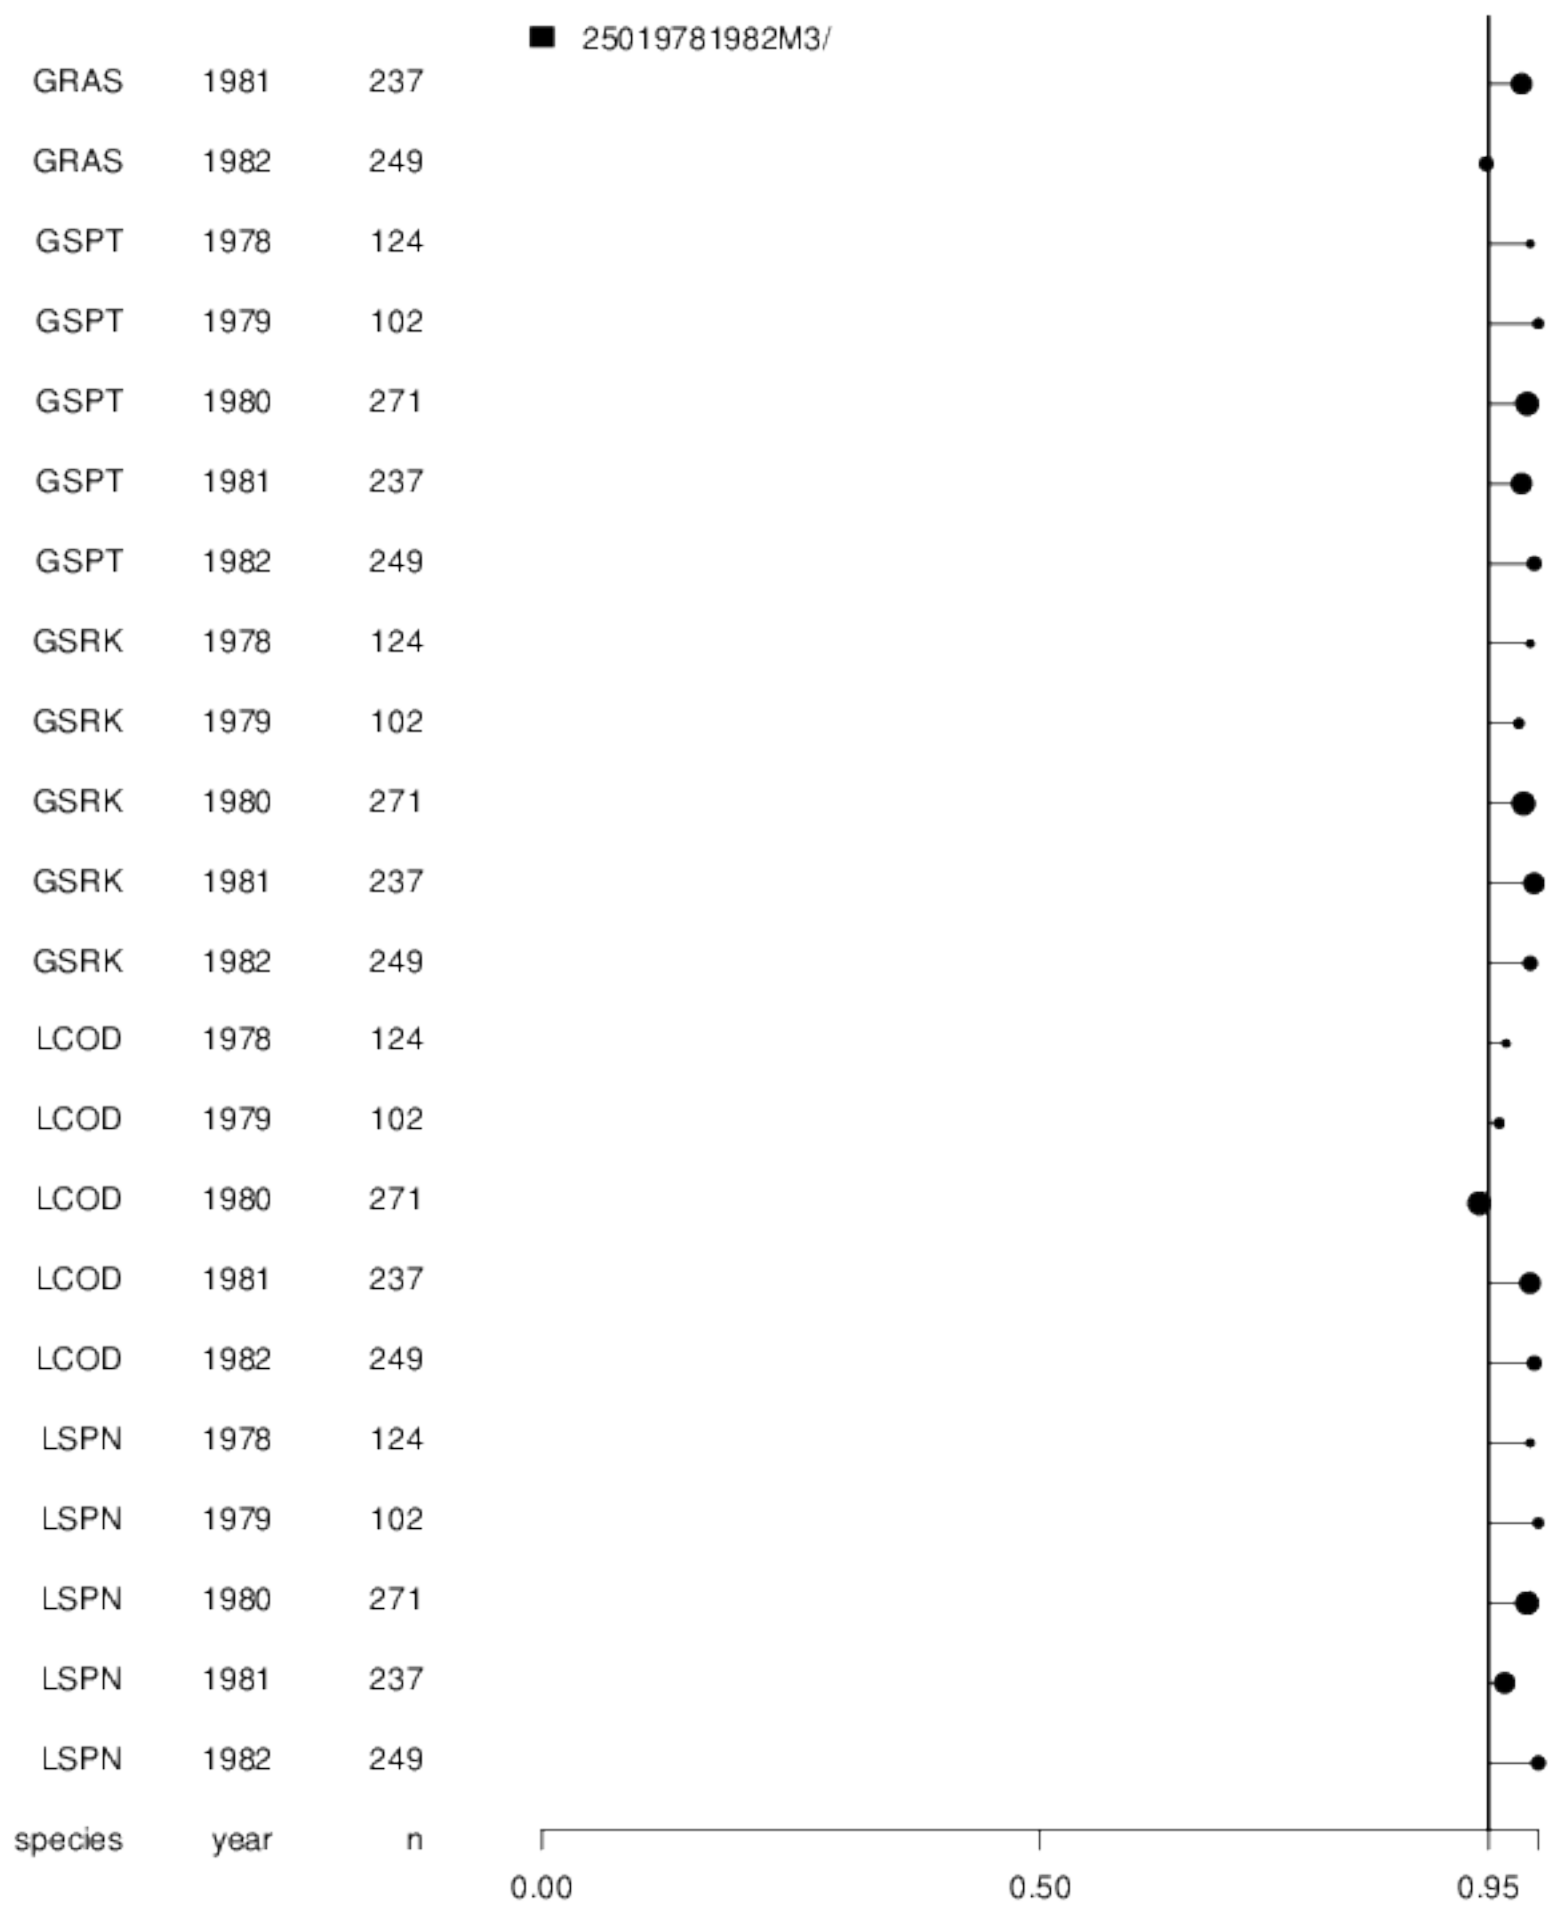 25019781982M3/
GRAS 1981 237
GRAS 1982 249
GSPT 1978 124
GSPT 1979 102
GSPT 1980 271
GSPT 1981 237
GSPT 1982 249
GSRK 1978 124
GSRK 1979 102
GSRK 1980 271
GSRK 1981 237
GSRK 1982 249
LCOD 1978 124
LCOD 1979 102
LCOD 1980 271
LCOD 1981 237
LCOD 1982 249
LSPN 1978 124
LSPN 1979 102
LSPN 1980 271
LSPN 1981 237
LSPN 1982 249
species year n
0.00 0.50 0.95